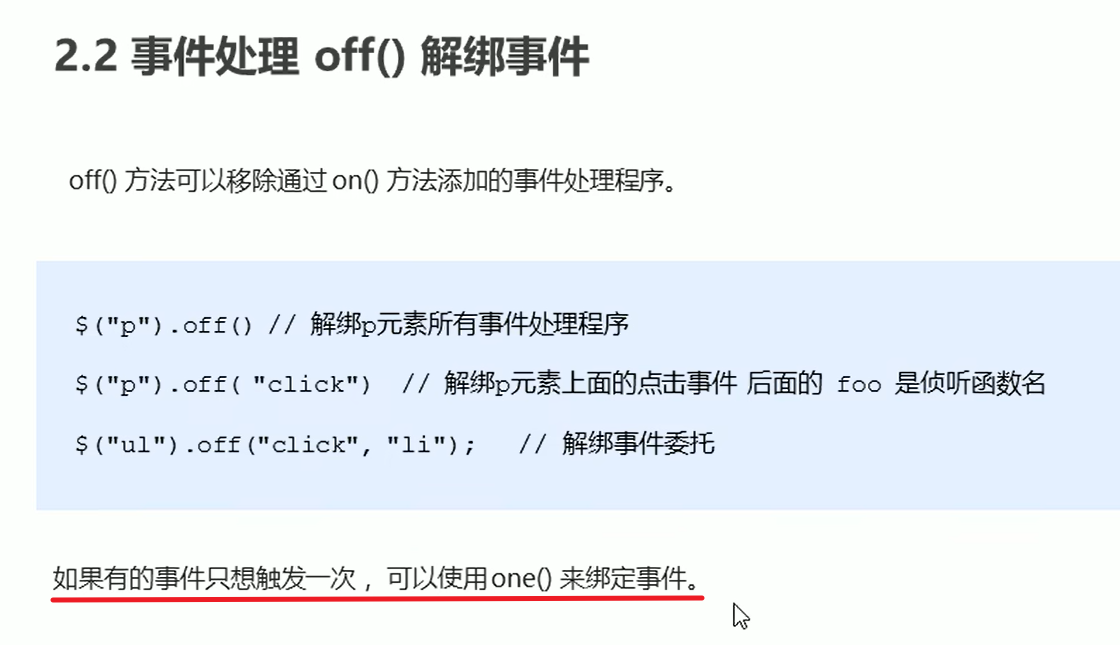 2.2 事件处理 off() 解绑事件
off() 方法可以移除通过 on() 方法添加的事件处理程序。
$("p").off() // 解绑p元素所有事件处理程序
$("p").off( "click")  // 解绑p元素上面的点击事件 后面的 foo 是侦听函数名
$("ul").off("click", "li");   // 解绑事件委托
如果有的事件只想触发一次， 可以使用one() 来绑定事件。